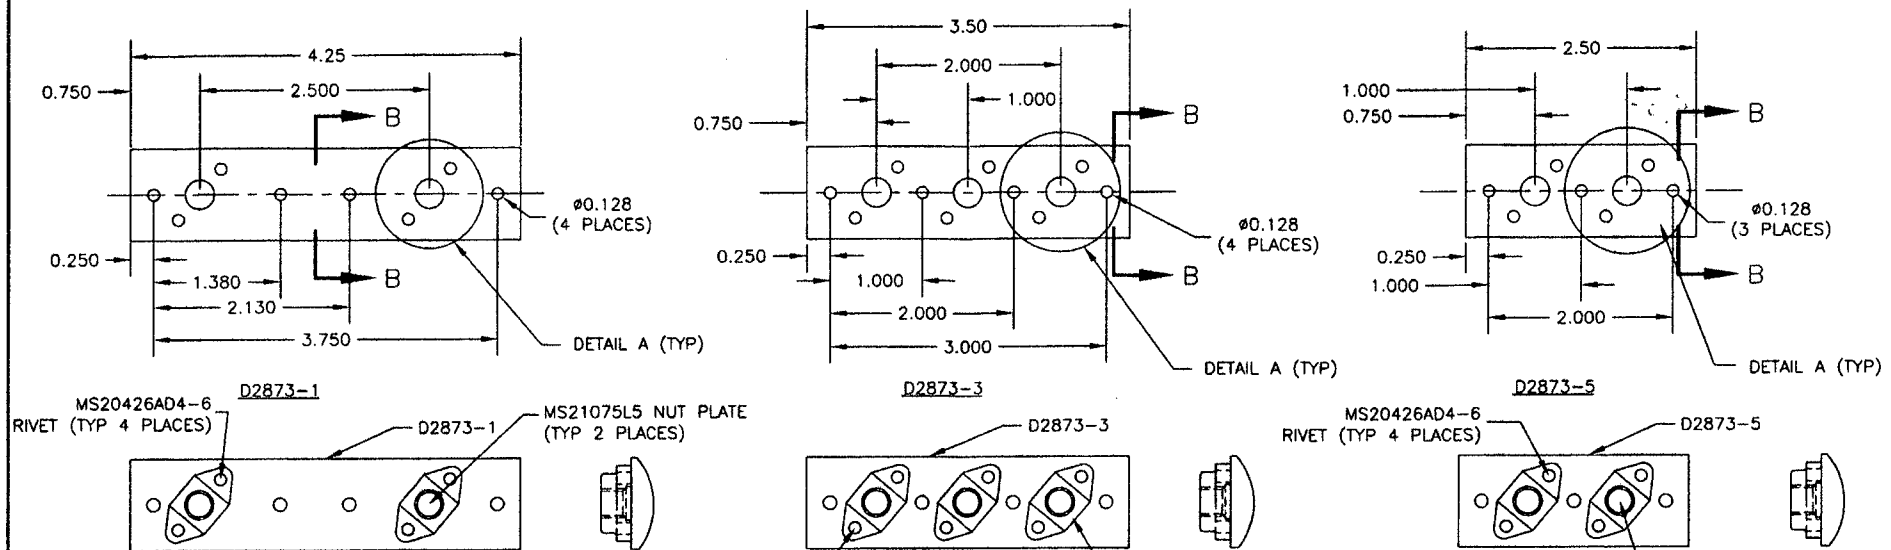 4.25
0.750
2.500
B
ø0.128
(4 PLACES)
0.250
1.380
B
2.130
3.750
DETAIL A (TYP)
D2873-1
3.50
2.000
1.000
0.750
B
ø0.128
(4 PLACES)
0.250
1.000
B
2.000
3.000
DETAIL A (TYP)
D2873-3
2.50
1.000
0.750
B
ø0.128
(3 PLACES)
0.250
1.000
B
2.000
DETAIL A (TYP)
D2873-5
MS20426AD4-6
RIVET (TYP 4 PLACES)
D2873-1
MS21075L5 NUT PLATE
(TYP 2 PLACES)
D2873-3
MS20426AD4-6
RIVET (TYP 4 PLACES)
D2873-5